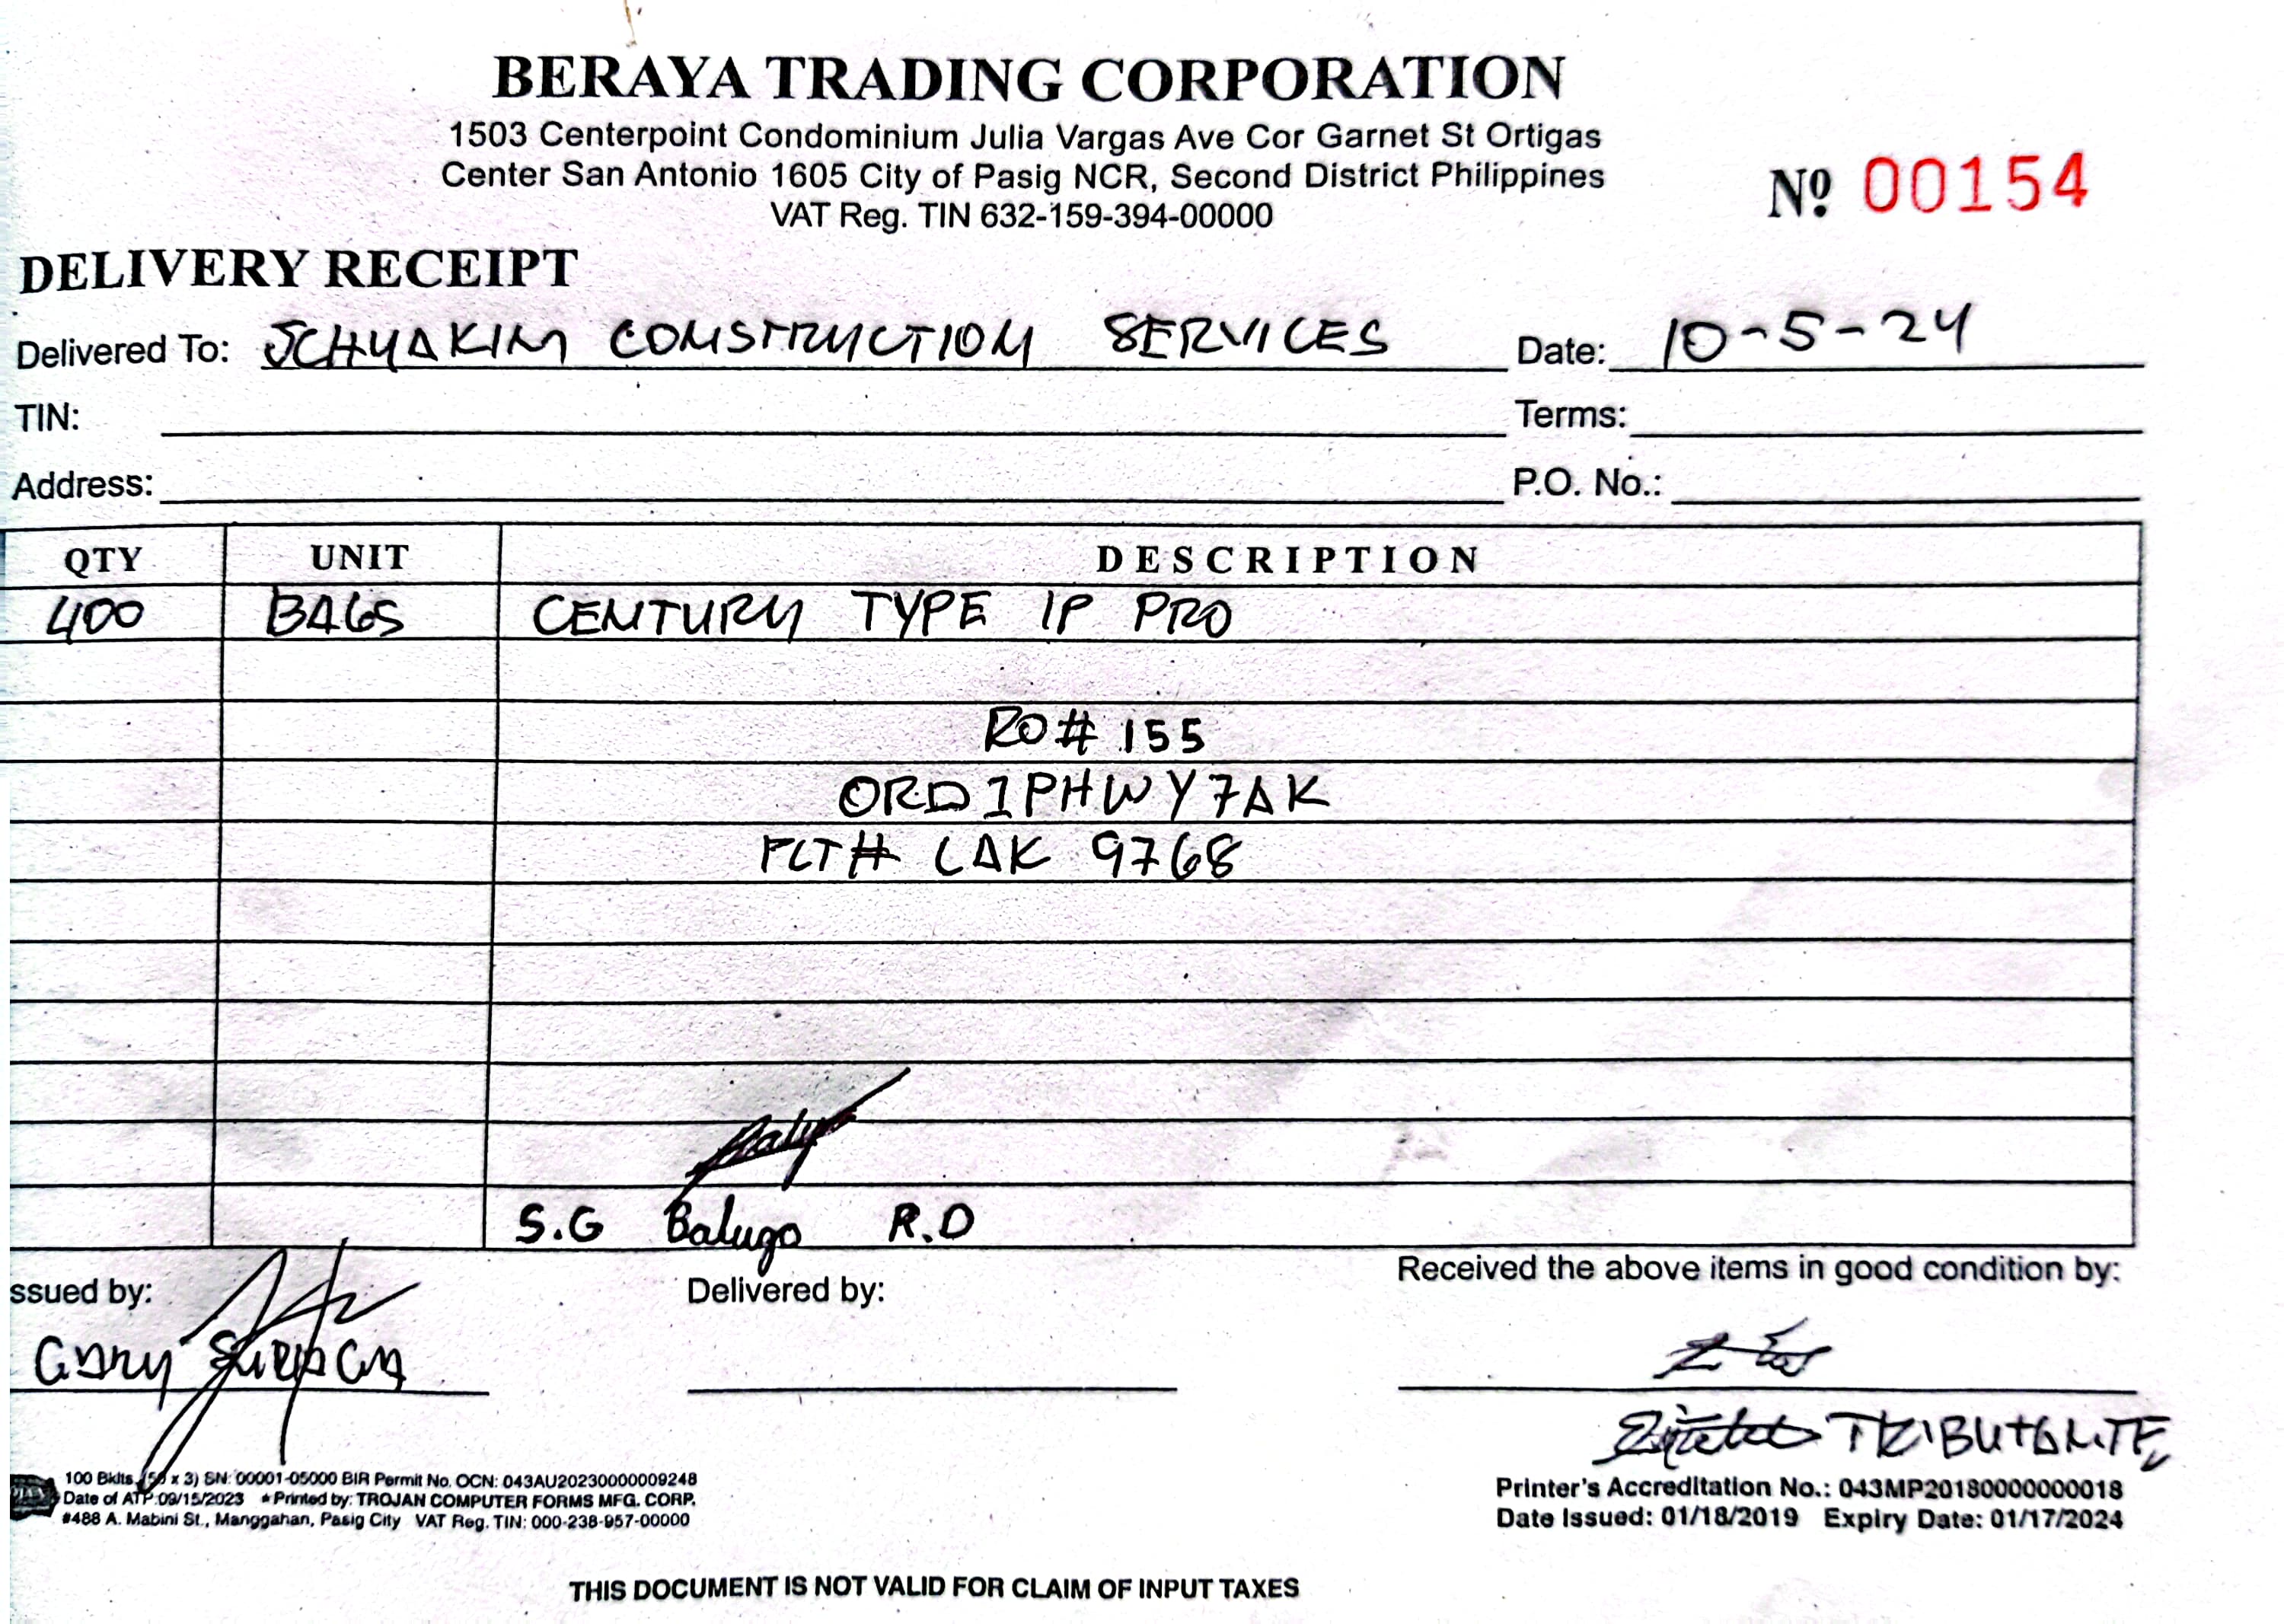 BERAYA TRADING CORPORATION
1503 Centerpoint Condominium Julia Vargas Ave Cor Garnet St Ortigas
Center San Antonio 1605 City of Pasig NCR, Second District Philippines
VAT Reg. TIN 632-159-394-00000
Nº 00154
DELIVERY RECEIPT
Delivered To: SCHYAKIM CONSTRUCTION SERVICES Date: 10-5-24
TIN: Terms:
Address: P.O. No.:
QTY UNIT DESCRIPTION
400 BAGS CENTURY TYPE 1P PRO
RO# 155
ORD1PHWY7AK
PLT# CAK 9768
S.G Balugo R.D
ssued by: Delivered by: Received the above items in good condition by:
Gary
100 Bklts (50 x 3) SN: 00001-05000 BIR Permit No. OCN: 043AU20230000009248
Date of ATP:09/15/2023 * Printed by: TROJAN COMPUTER FORMS MFG. CORP.
#488 A. Mabini St., Manggahan, Pasig City VAT Reg. TIN: 000-238-957-00000
Printer's Accreditation No.: 043MP20180000000018
Date Issued: 01/18/2019 Expiry Date: 01/17/2024
THIS DOCUMENT IS NOT VALID FOR CLAIM OF INPUT TAXES